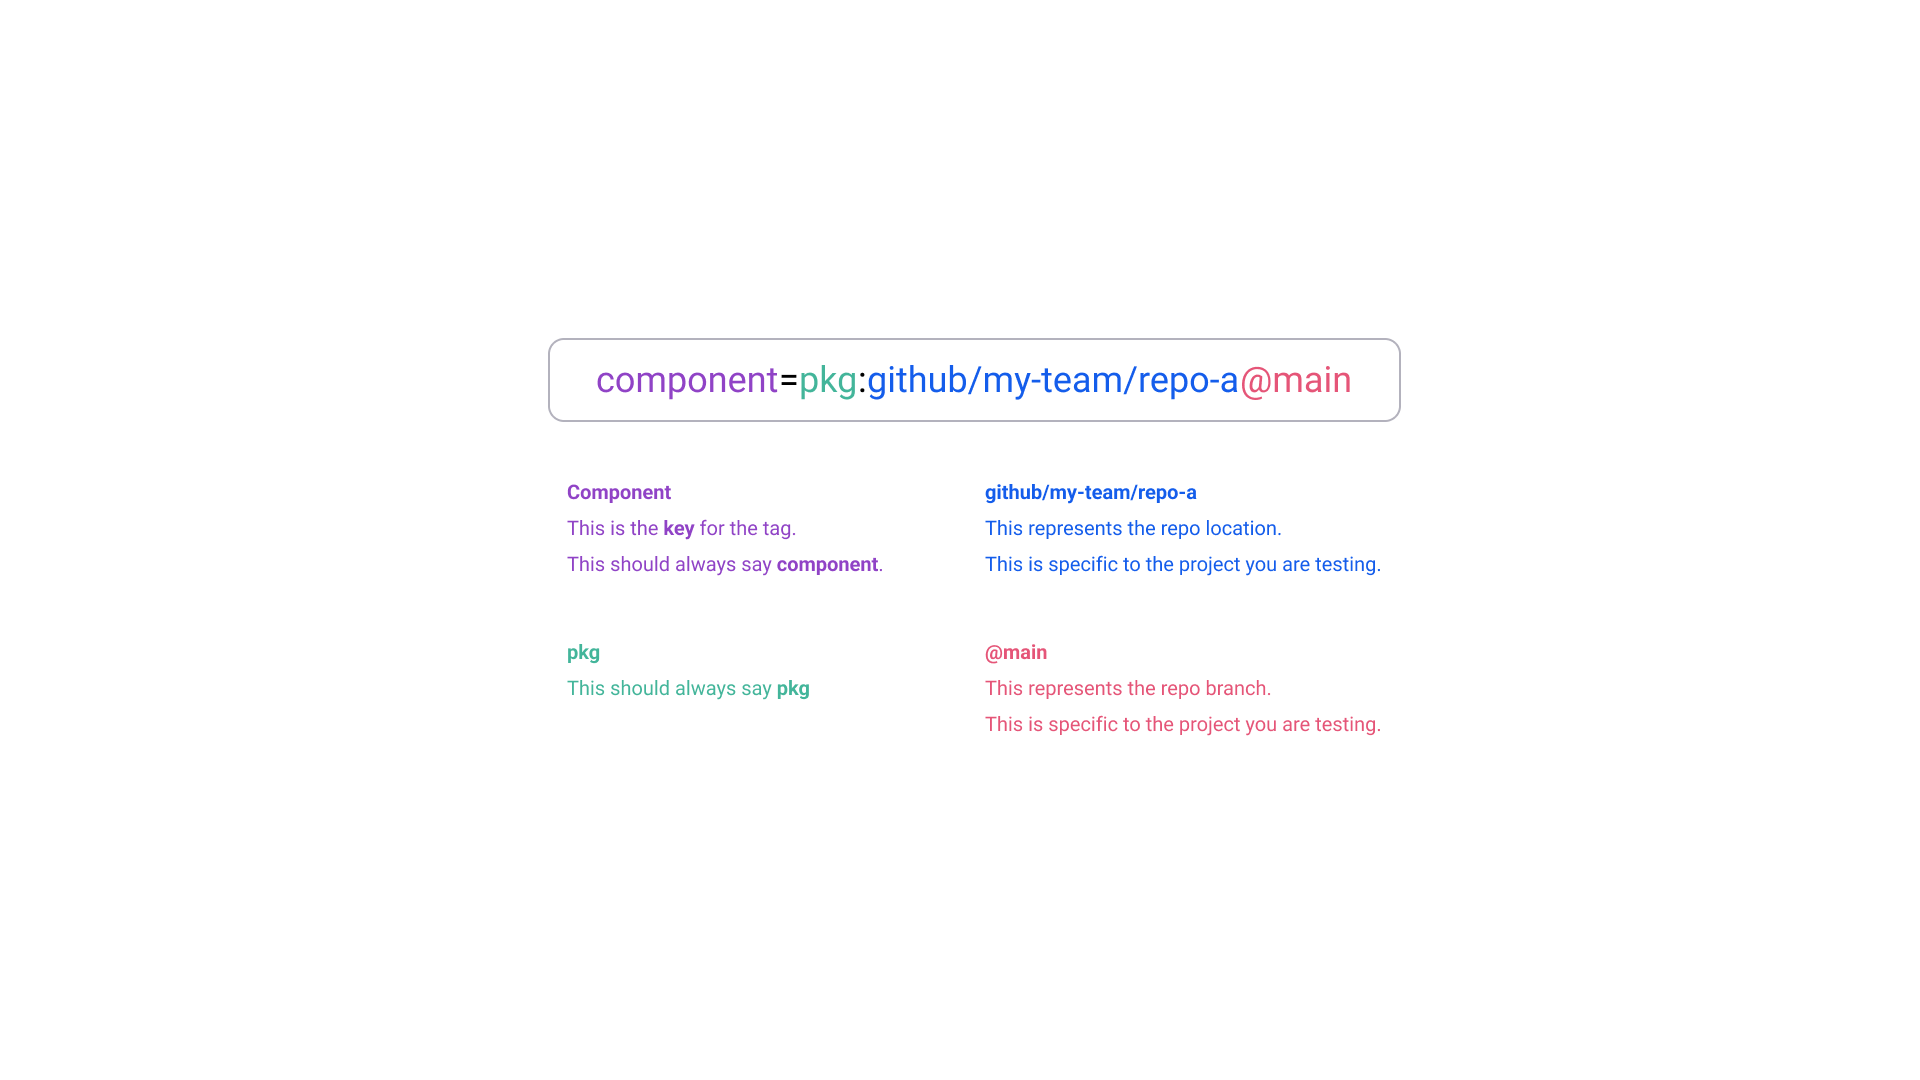 component=pkg:github/my-team/repo-a@main
Component
This is the key for the tag.
This should always say component.
github/my-team/repo-a
This represents the repo location.
This is specific to the project you are testing.
pkg
This should always say pkg
@main
This represents the repo branch.
This is specific to the project you are testing.